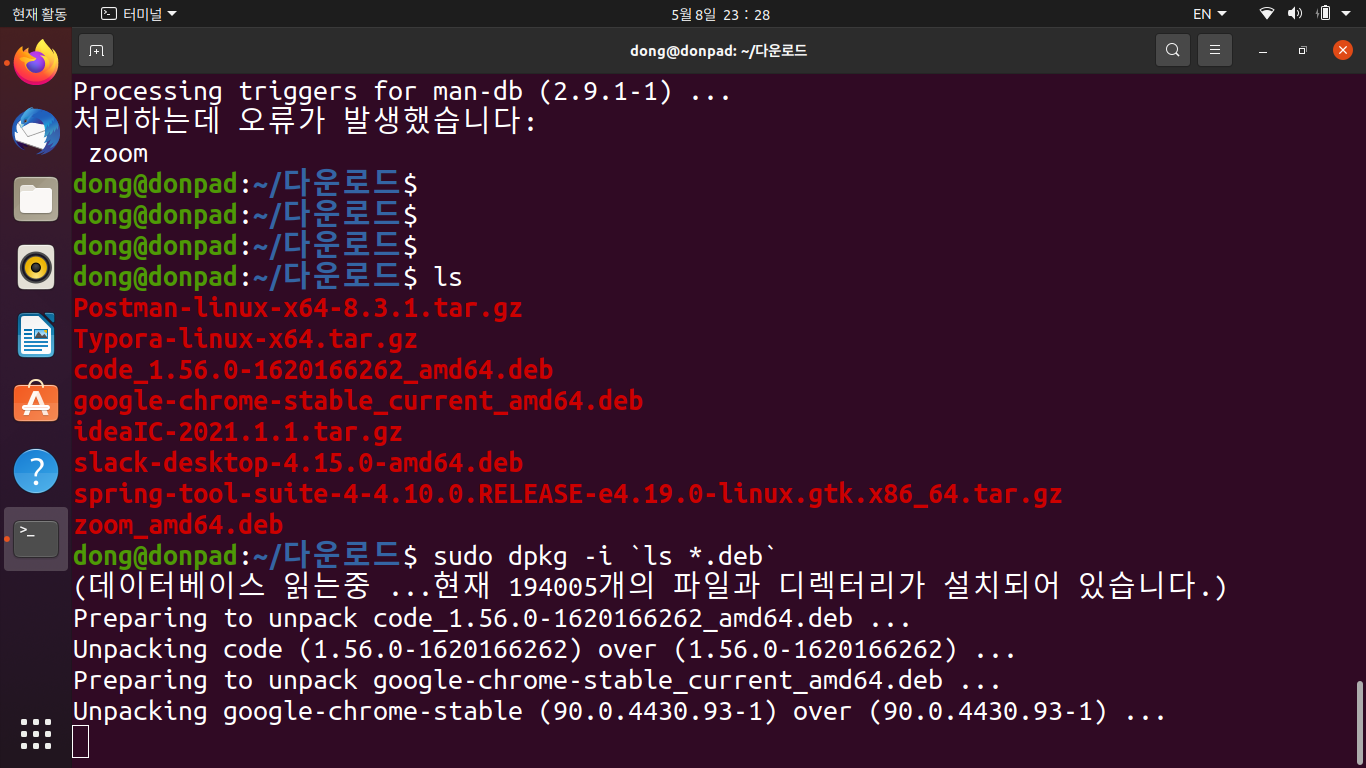 현재 활동
터미널
5월 8일 23 : 28
EN
dong@donpad: ~/다운로드
Processing triggers for man-db (2.9.1-1) ...
처리하는데 오류가 발생했습니다:
 zoom
dong@donpad:~/다운로드$
dong@donpad:~/다운로드$
dong@donpad:~/다운로드$
dong@donpad:~/다운로드$ ls
Postman-linux-x64-8.3.1.tar.gz
Typora-linux-x64.tar.gz
code_1.56.0-1620166262_amd64.deb
google-chrome-stable_current_amd64.deb
ideaIC-2021.1.1.tar.gz
slack-desktop-4.15.0-amd64.deb
spring-tool-suite-4-4.10.0.RELEASE-e4.19.0-linux.gtk.x86_64.tar.gz
zoom_amd64.deb
dong@donpad:~/다운로드$ sudo dpkg -i `ls *.deb`
(데이터베이스 읽는중 ...현재 194005개의 파일과 디렉터리가 설치되어 있습니다.)
Preparing to unpack code_1.56.0-1620166262_amd64.deb ...
Unpacking code (1.56.0-1620166262) over (1.56.0-1620166262) ...
Preparing to unpack google-chrome-stable_current_amd64.deb ...
Unpacking google-chrome-stable (90.0.4430.93-1) over (90.0.4430.93-1) ...